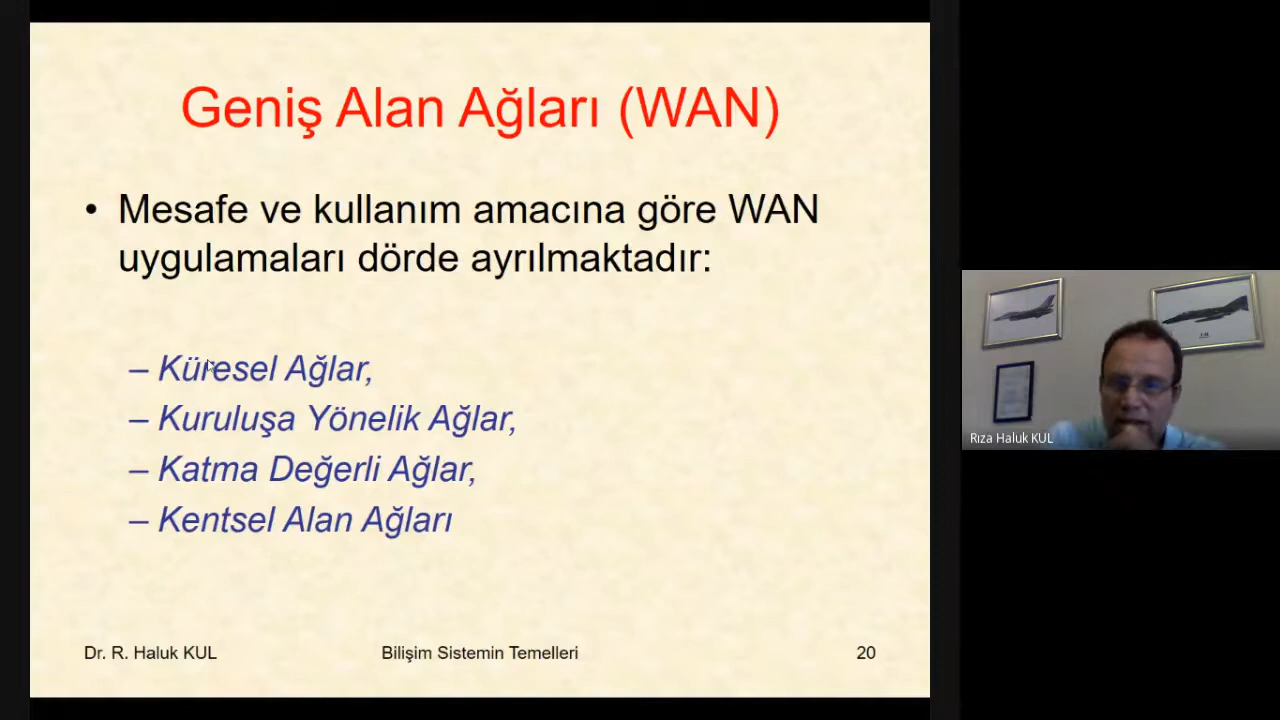 Geniş Alan Ağları (WAN)
• Mesafe ve kullanım amacına göre WAN
uygulamaları dörde ayrılmaktadır:
– Küresel Ağlar,
– Kuruluşa Yönelik Ağlar,
– Katma Değerli Ağlar,
– Kentsel Alan Ağları
Dr. R. Haluk KUL
Bilişim Sistemin Temelleri
20
Rıza Haluk KUL